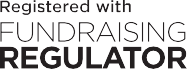 Registered with
FUNDRAISING
REGULATOR